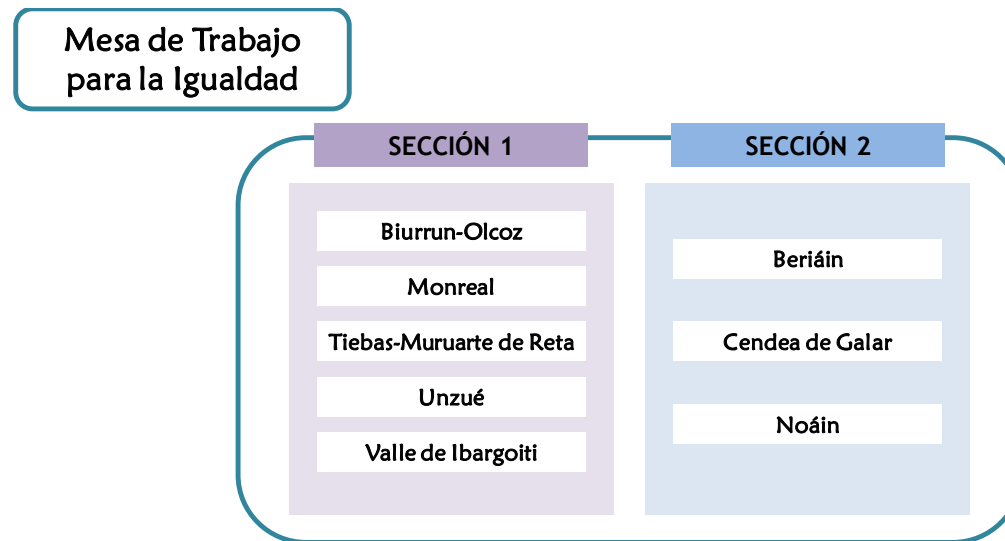 Mesa de Trabajo
para la Igualdad
SECCIÓN 1
Biurrun-Olcoz
Monreal
Tiebas-Muruarte de Reta
Unzué
Valle de Ibargoiti
SECCIÓN 2
Beriáin
Cendea de Galar
Noáin